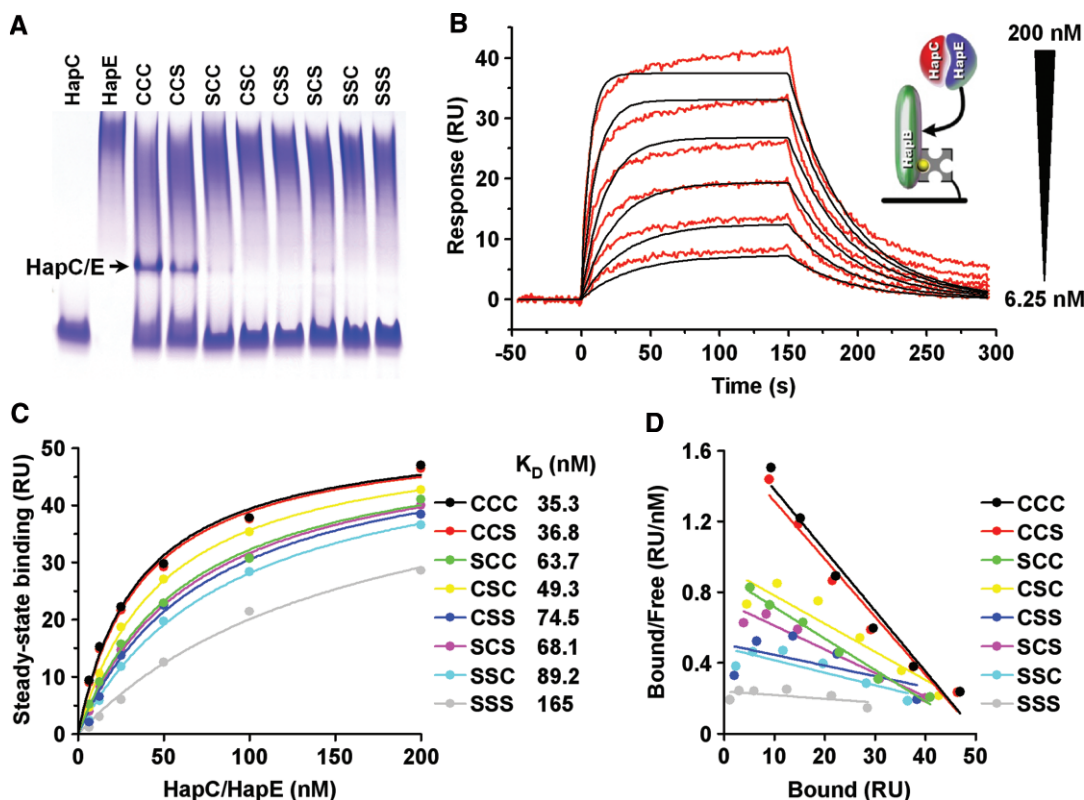 A
HapC
HapE
CCC
CCS
SCC
CSC
CSS
SCS
SSC
SSS
HapC/E
B
Response (RU)
40
30
20
10
0
-50
0
50
100
150
200
250
300
Time (s)
HapC
HapE
HapB
200 nM
6.25 nM
C
Steady-state binding (RU)
50
40
30
20
10
0
0
50
100
150
200
HapC/HapE (nM)
KD (nM)
CCC 35.3
CCS 36.8
SCC 63.7
CSC 49.3
CSS 74.5
SCS 68.1
SSC 89.2
SSS 165
D
Bound/Free (RU/nM)
1.6
1.2
0.8
0.4
0.0
0
10
20
30
40
50
Bound (RU)
CCC
CCS
SCC
CSC
CSS
SCS
SSC
SSS